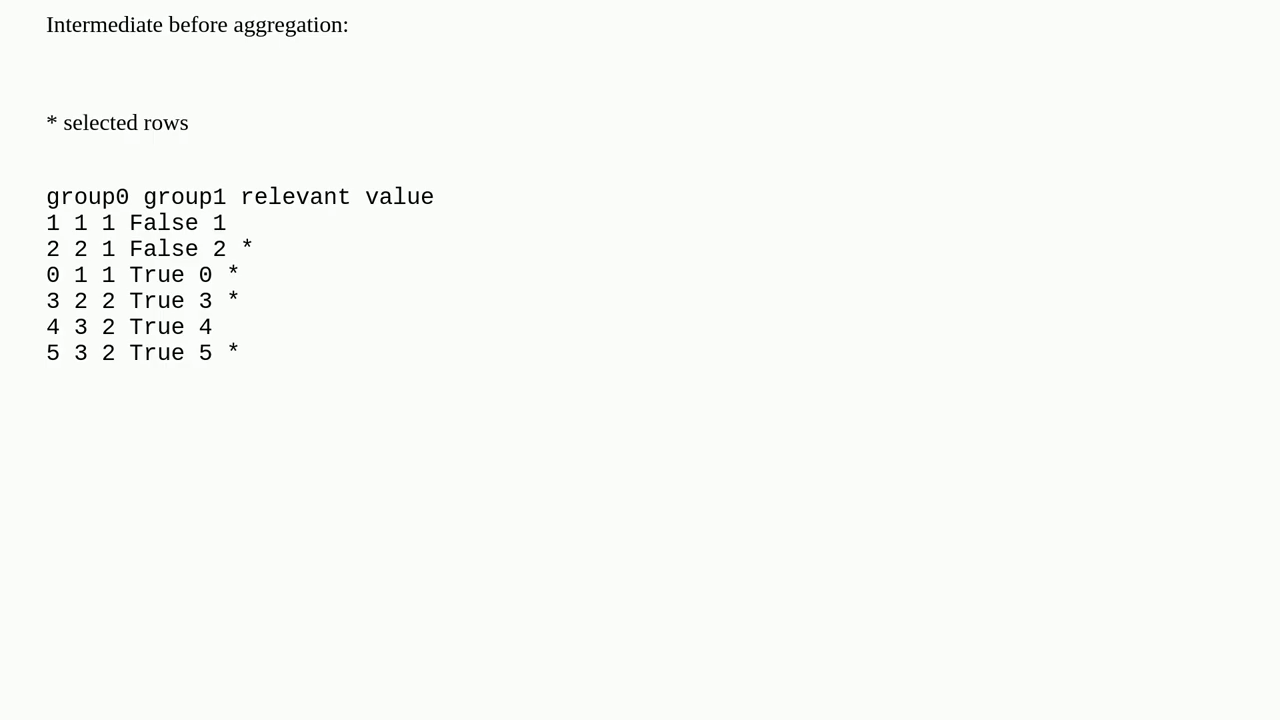 Intermediate before aggregation:
* selected rows
group0 group1 relevant value
1 1 1 False 1
2 2 1 False 2 *
0 1 1 True 0 *
3 2 2 True 3 *
4 3 2 True 4
5 3 2 True 5 *